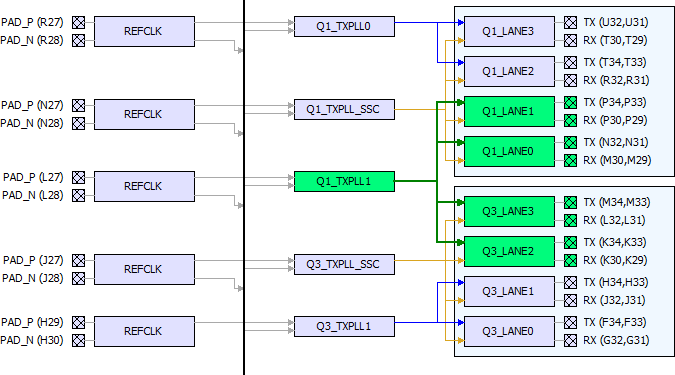 PAD_P (R27)
PAD_N (R28)
REFCLK
Q1_TXPLL0
Q1_LANE3
TX (U32,U31)
RX (T30,T29)
Q1_LANE2
TX (T34,T33)
RX (R32,R31)
PAD_P (N27)
PAD_N (N28)
REFCLK
Q1_TXPLL_SSC
Q1_LANE1
TX (P34,P33)
RX (P30,P29)
Q1_LANE0
TX (N32,N31)
RX (M30,M29)
PAD_P (L27)
PAD_N (L28)
REFCLK
Q1_TXPLL1
Q3_LANE3
TX (M34,M33)
RX (L32,L31)
Q3_LANE2
TX (K34,K33)
RX (K30,K29)
PAD_P (J27)
PAD_N (J28)
REFCLK
Q3_TXPLL_SSC
Q3_LANE1
TX (H34,H33)
RX (J32,J31)
PAD_P (H29)
PAD_N (H30)
REFCLK
Q3_TXPLL1
Q3_LANE0
TX (F34,F33)
RX (G32,G31)